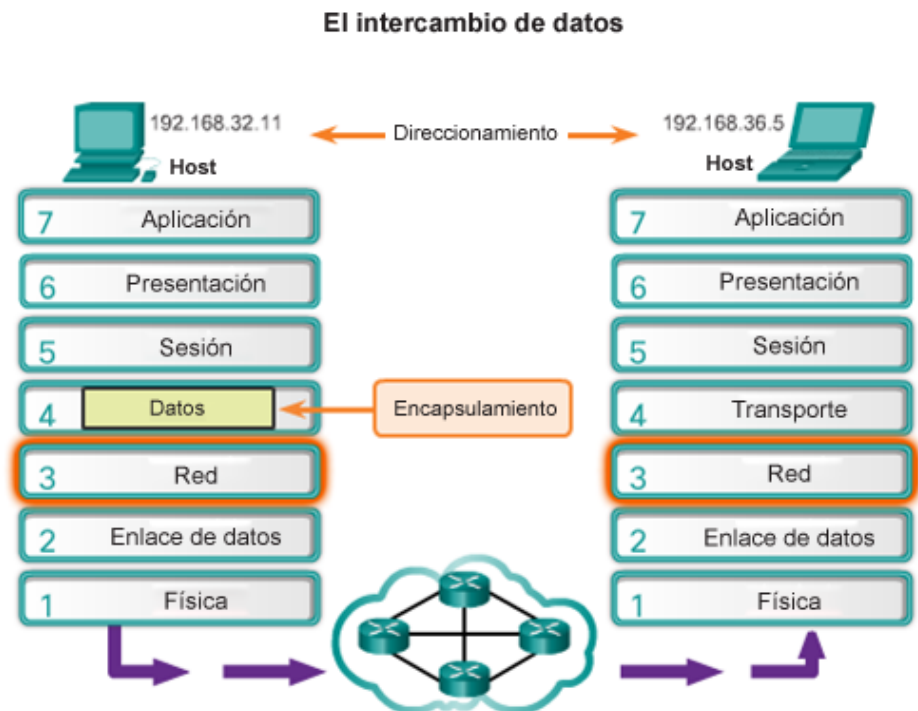 El intercambio de datos
192.168.32.11
Direccionamiento
192.168.36.5
Host
Host
7 Aplicación
7 Aplicación
6 Presentación
6 Presentación
5 Sesión
5 Sesión
4 Datos
Encapsulamiento
4 Transporte
3 Red
3 Red
2 Enlace de datos
2 Enlace de datos
1 Física
1 Física